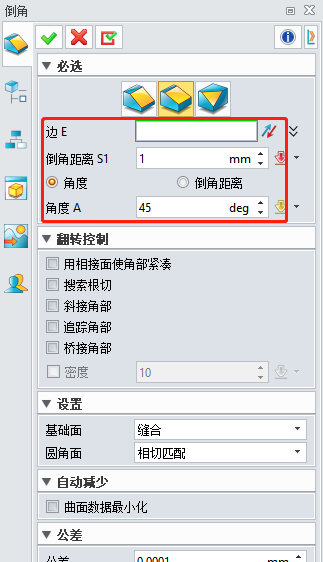 倒角
必选
边 E
倒角距离 S1 1 mm
角度 倒角距离
角度 A 45 deg
翻转控制
用相接面使角部紧凑
搜索根切
斜接角部
追踪角部
桥接角部
密度 10
设置
基础面 缝合
圆角面 相切匹配
自动减少
曲面数据最小化
公差
公差 0.0001 mm